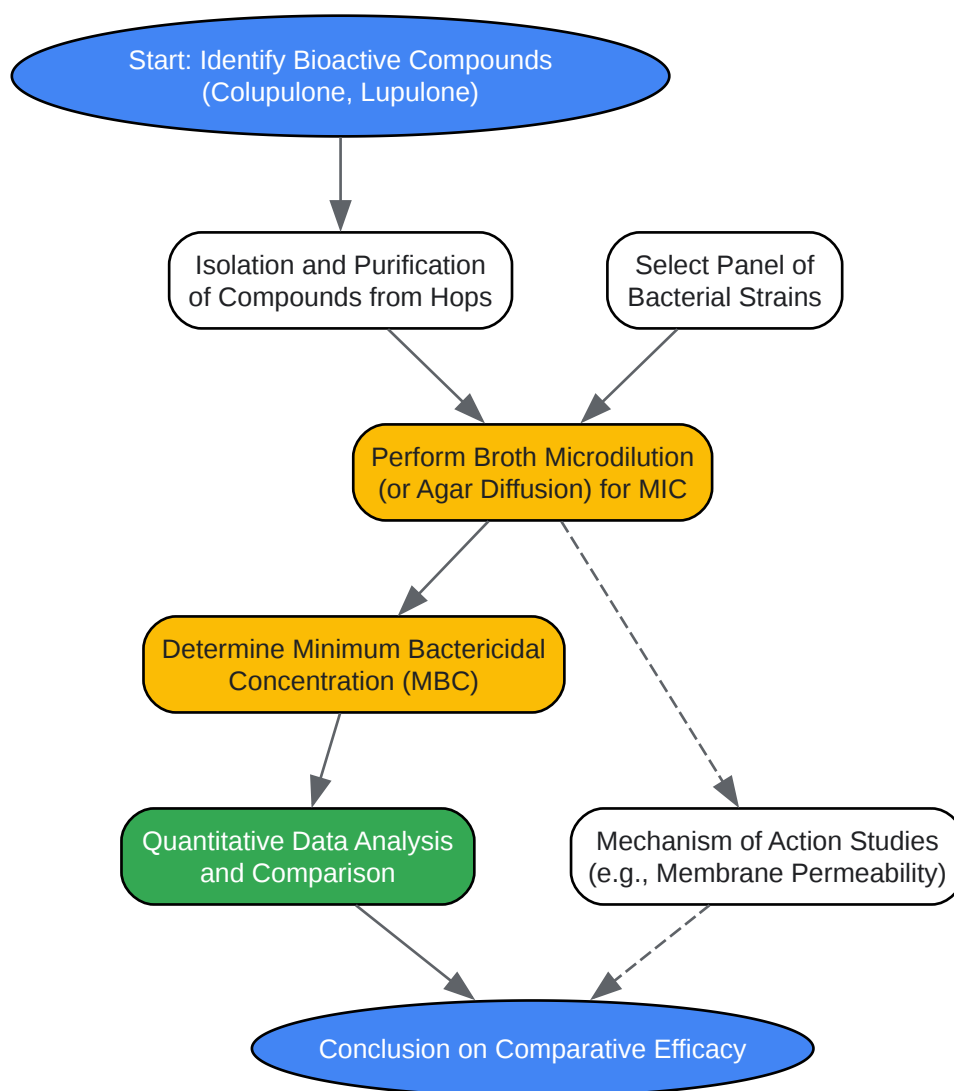 Start: Identify Bioactive Compounds
(Colupulone, Lupulone)
Isolation and Purification
of Compounds from Hops
Select Panel of
Bacterial Strains
Perform Broth Microdilution
(or Agar Diffusion) for MIC
Determine Minimum Bactericidal
Concentration (MBC)
Quantitative Data Analysis
and Comparison
Mechanism of Action Studies
(e.g., Membrane Permeability)
Conclusion on Comparative Efficacy